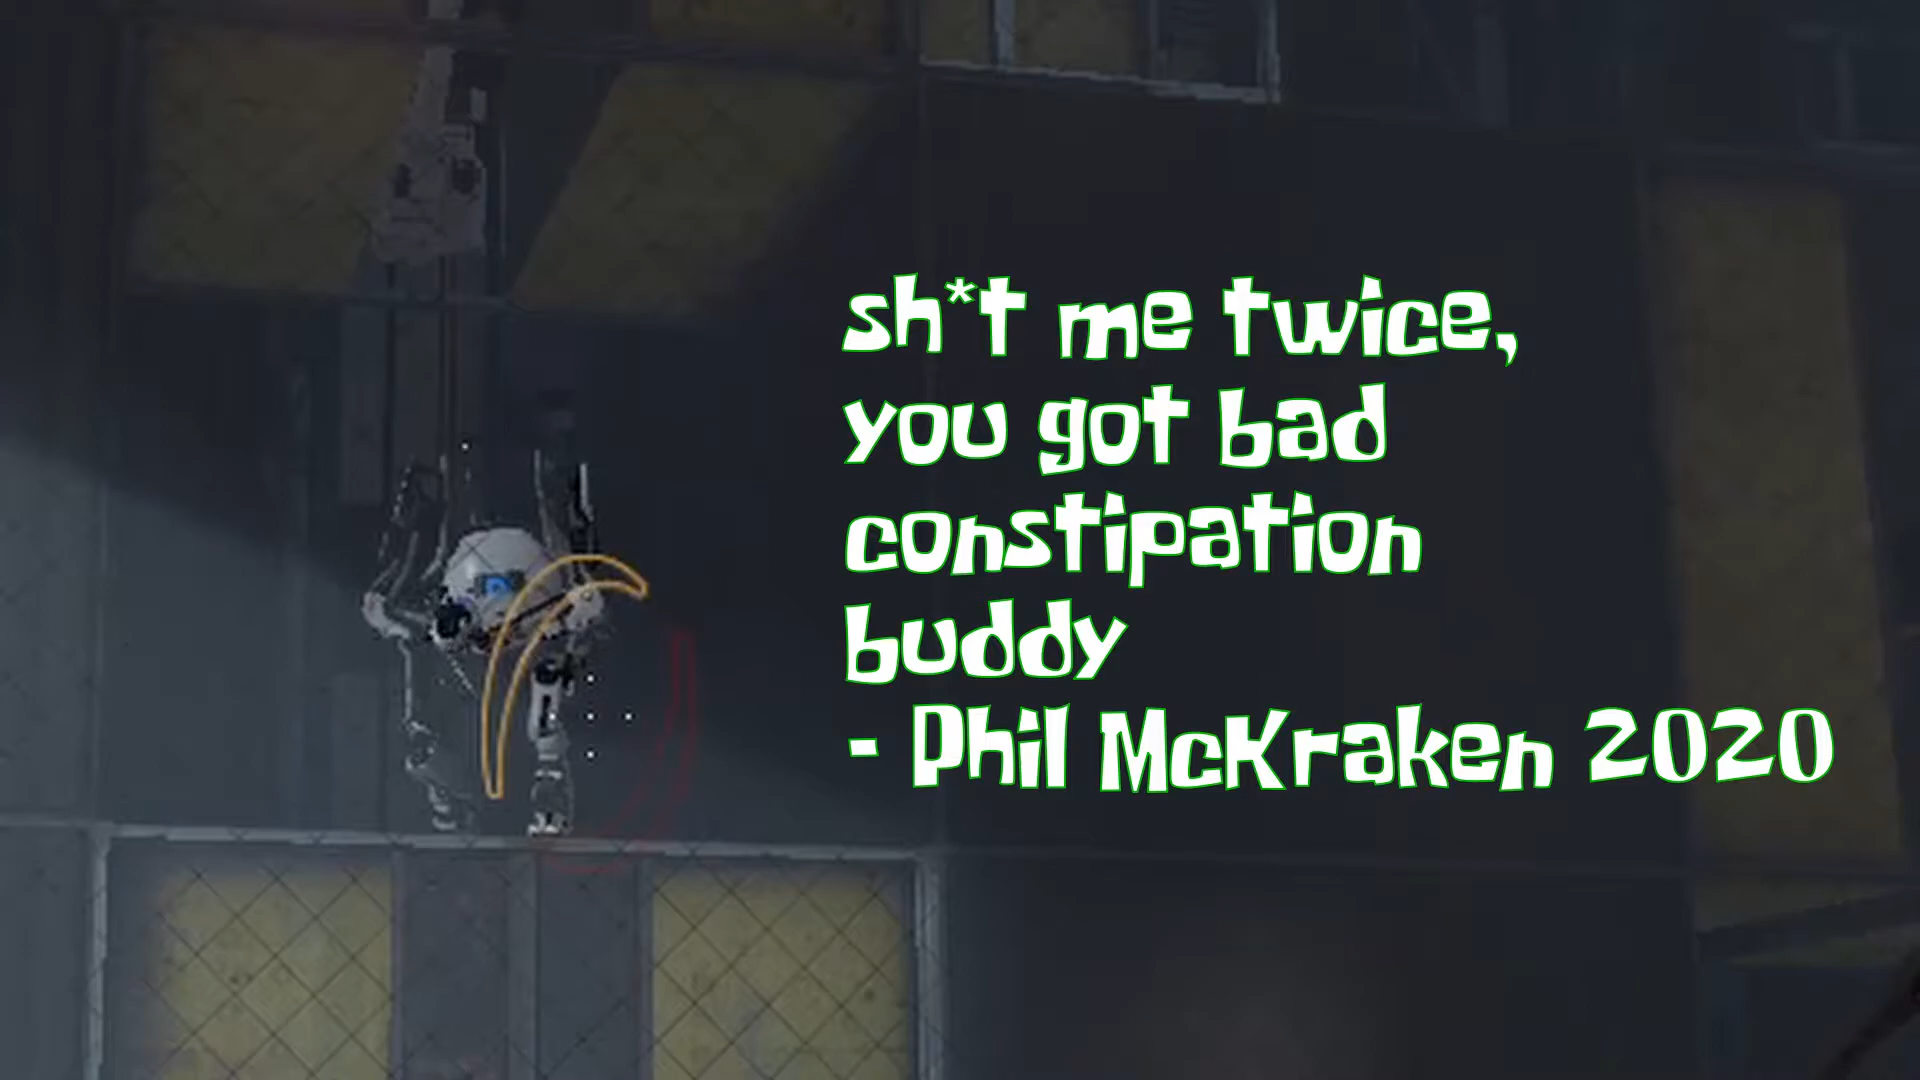 sh*t me twice,
you got bad
constipation
buddy
- Phil McKraken 2020